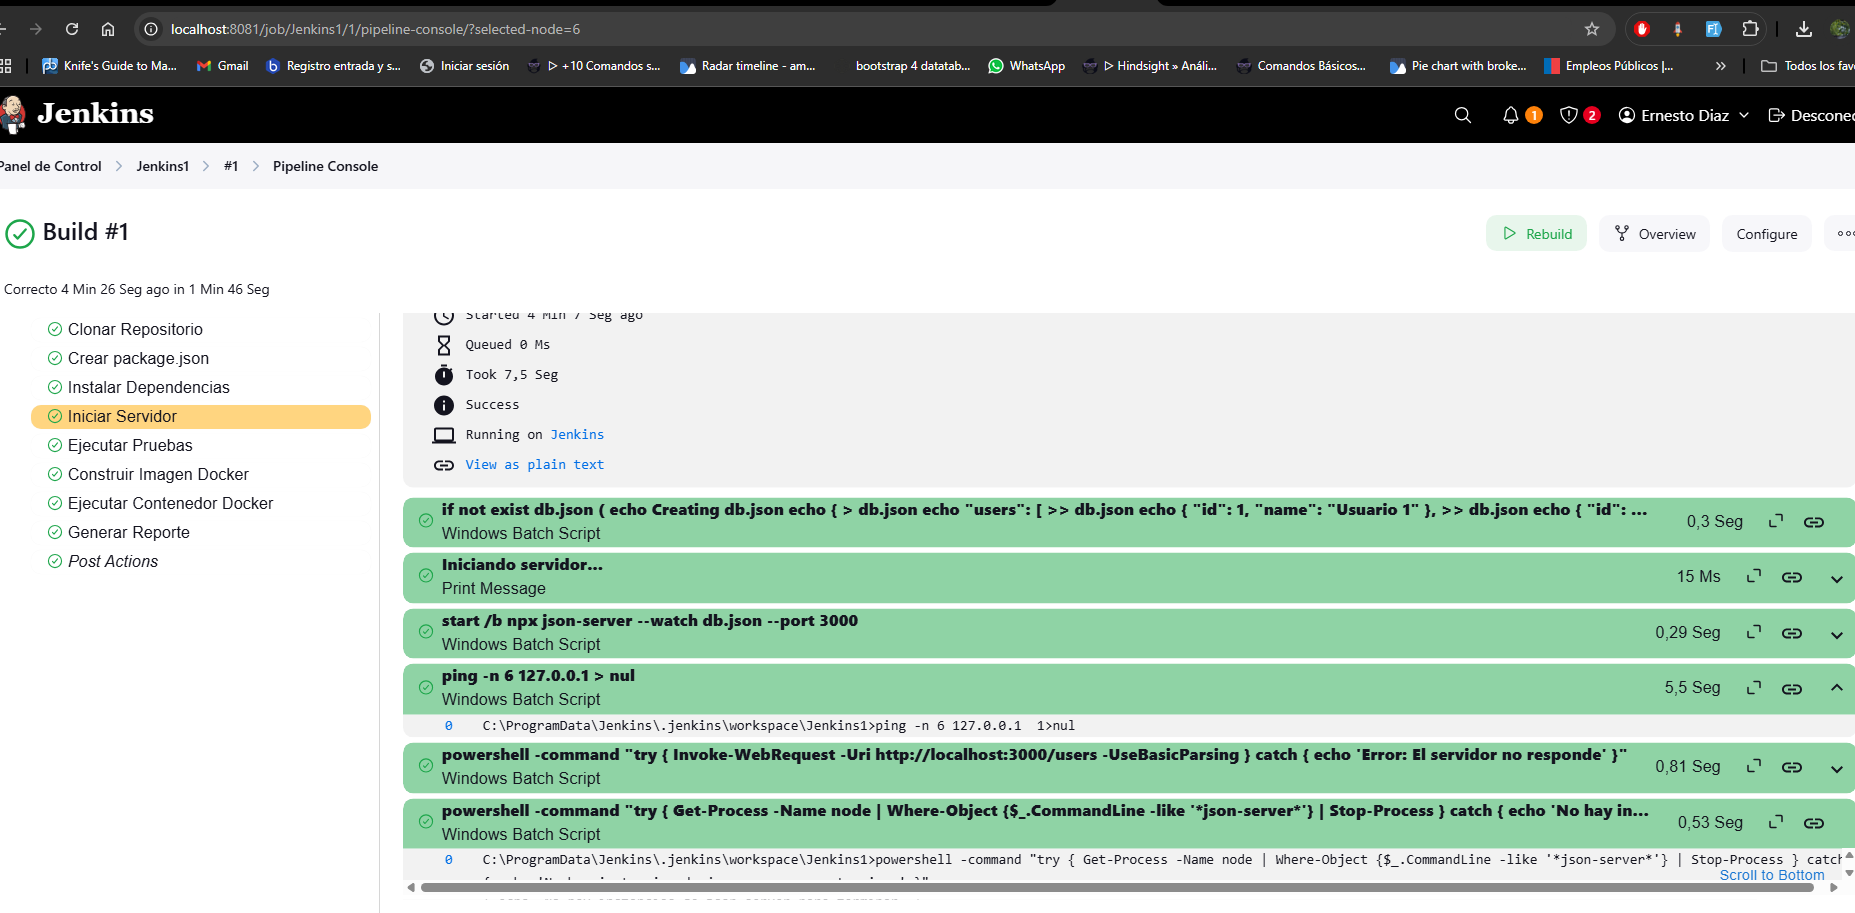 localhost:8081/job/Jenkins1/1/pipeline-console/?selected-node=6
Knife's Guide to Ma...
Gmail
Registro entrada y s...
Iniciar sesión
▷ +10 Comandos s...
Radar timeline - am...
bootstrap 4 datatab...
WhatsApp
▷ Hindsight » Análi...
Comandos Básicos...
Pie chart with broke...
Empleos Públicos |...
»
Todos los fav
Jenkins
1
2
Ernesto Diaz
Desconec
Panel de Control
Jenkins1
#1
Pipeline Console
Build #1
Rebuild
Overview
Configure
Correcto 4 Min 26 Seg ago in 1 Min 46 Seg
Clonar Repositorio
Crear package.json
Instalar Dependencias
Iniciar Servidor
Ejecutar Pruebas
Construir Imagen Docker
Ejecutar Contenedor Docker
Generar Reporte
Post Actions
Started 4 Min 7 Seg ago
Queued 0 Ms
Took 7,5 Seg
Success
Running on Jenkins
View as plain text
if not exist db.json ( echo Creating db.json echo { > db.json echo "users": [ >> db.json echo { "id": 1, "name": "Usuario 1" }, >> db.json echo { "id": ...
Windows Batch Script
0,3 Seg
Iniciando servidor...
Print Message
15 Ms
start /b npx json-server --watch db.json --port 3000
Windows Batch Script
0,29 Seg
ping -n 6 127.0.0.1 > nul
Windows Batch Script
5,5 Seg
0 C:\ProgramData\Jenkins\.jenkins\workspace\Jenkins1>ping -n 6 127.0.0.1  1>nul
powershell -command "try { Invoke-WebRequest -Uri http://localhost:3000/users -UseBasicParsing } catch { echo 'Error: El servidor no responde' }"
Windows Batch Script
0,81 Seg
powershell -command "try { Get-Process -Name node | Where-Object {$_.CommandLine -like '*json-server*'} | Stop-Process } catch { echo 'No hay in...
Windows Batch Script
0,53 Seg
0 C:\ProgramData\Jenkins\.jenkins\workspace\Jenkins1>powershell -command "try { Get-Process -Name node | Where-Object {$_.CommandLine -like '*json-server*'} | Stop-Process } catch
Scroll to Bottom